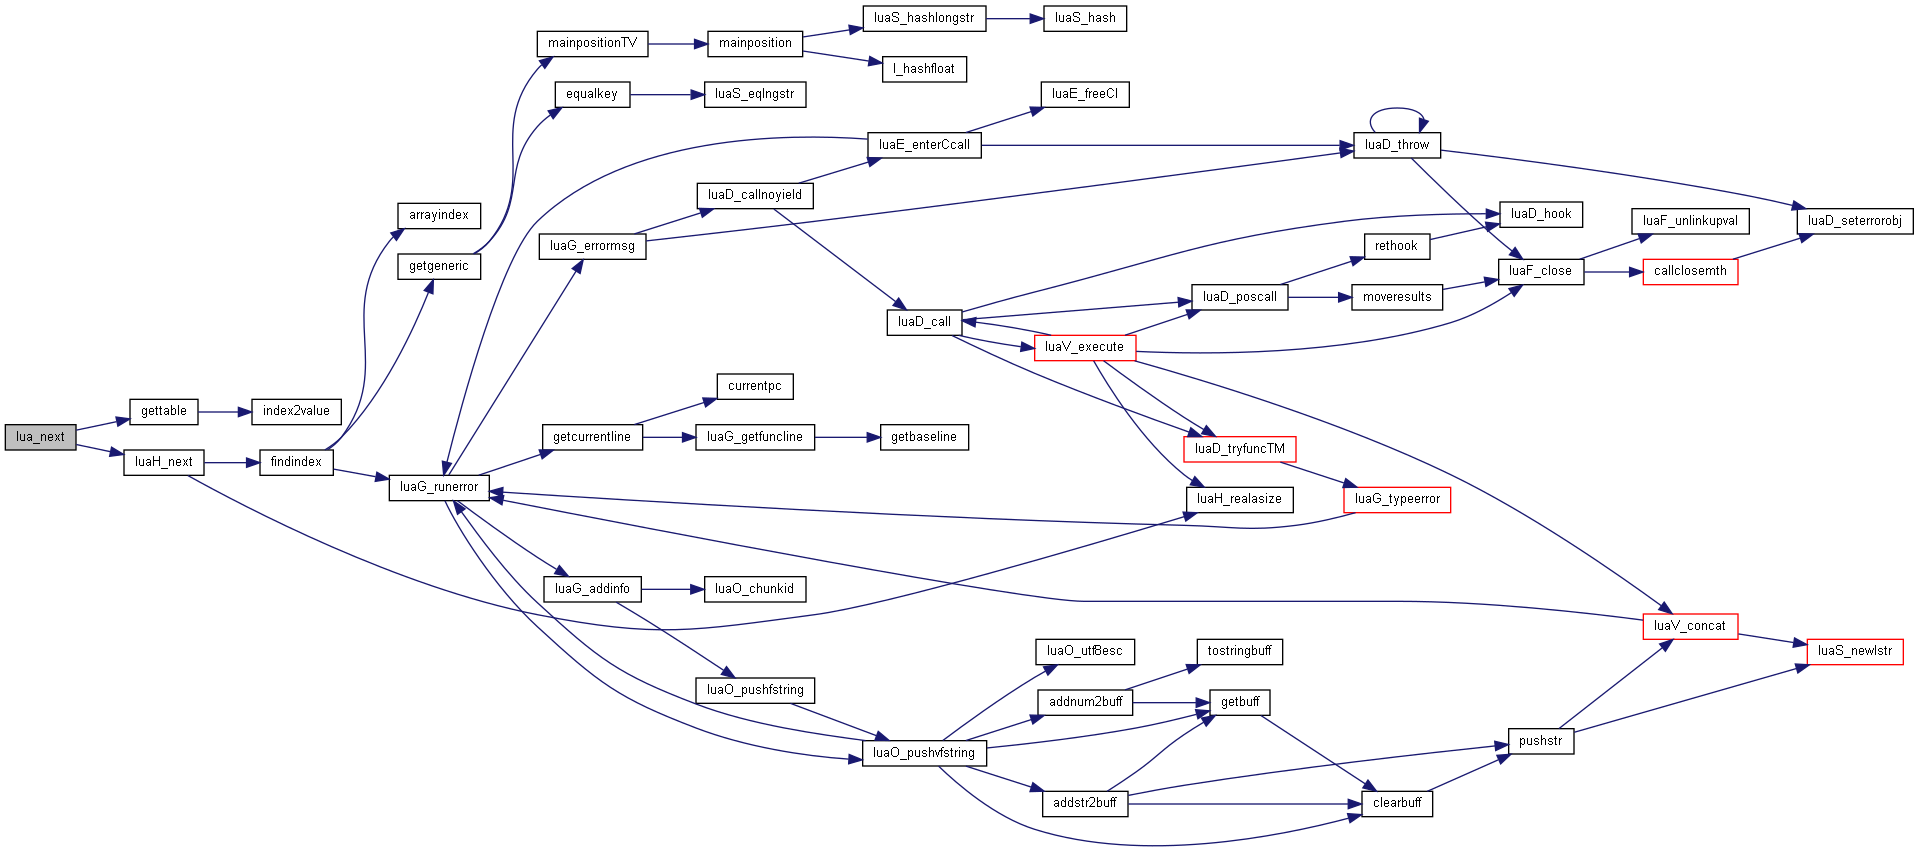 luaS_hashlongstr
luaS_hash
mainpositionTV
mainposition
l_hashfloat
equalkey
luaS_eqlngstr
luaE_freeCI
luaE_enterCcall
luaD_throw
luaD_callnoyield
arrayindex
luaD_hook
luaF_unlinkupval
luaD_seterrorobj
luaG_errormsg
rethook
getgeneric
luaF_close
callclosemth
luaD_poscall
moveresults
luaD_call
luaV_execute
currentpc
gettable
index2value
lua_next
getcurrentline
luaG_getfuncline
getbaseline
luaD_tryfuncTM
luaH_next
findindex
luaG_runerror
luaH_realasize
luaG_typeerror
luaG_addinfo
luaO_chunkid
luaV_concat
luaO_utf8esc
tostringbuff
luaS_newlstr
luaO_pushfstring
addnum2buff
getbuff
luaO_pushvfstring
pushstr
addstr2buff
clearbuff